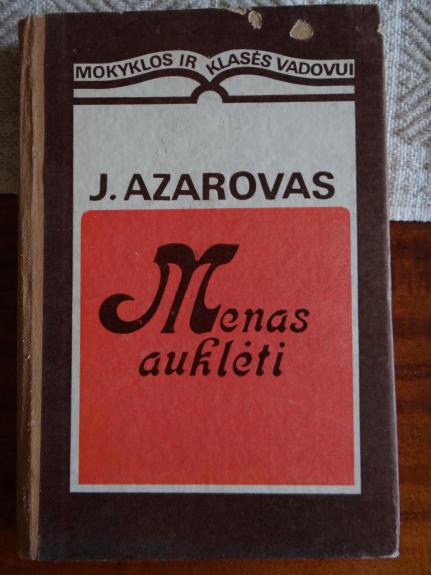 MOKYKLOS IR KLASĖS VADOVUI
J. AZAROVAS
Menas
auklėti